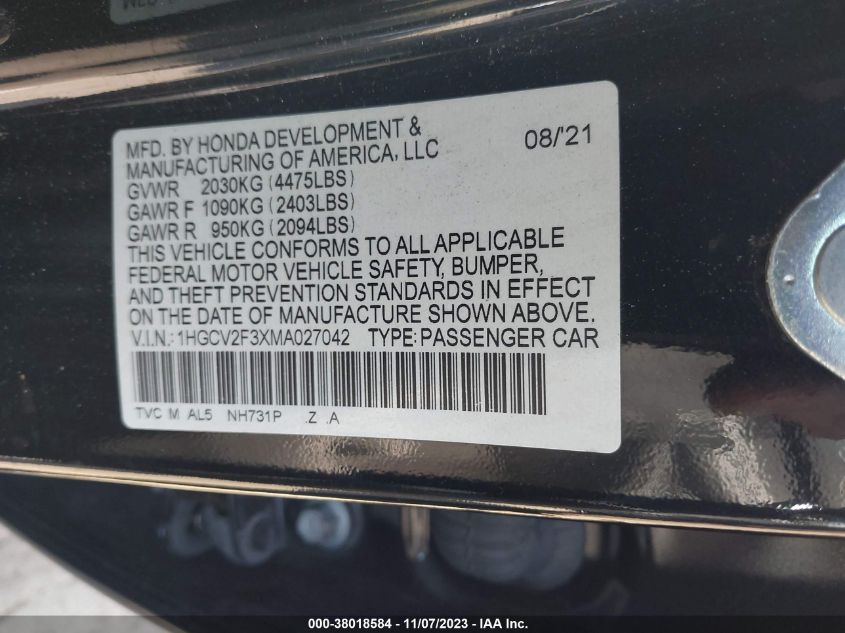 MFD. BY HONDA DEVELOPMENT & 08/21
MANUFACTURING OF AMERICA, LLC
GVWR 2030KG (4475LBS)
GAWR F 1090KG (2403LBS)
GAWR R 950KG (2094LBS)
THIS VEHICLE CONFORMS TO ALL APPLICABLE
FEDERAL MOTOR VEHICLE SAFETY, BUMPER,
AND THEFT PREVENTION STANDARDS IN EFFECT
ON THE DATE OF MANUFACTURE SHOWN ABOVE.
V.I.N.: 1HGCV2F3XMA027042 TYPE: PASSENGER CAR
TVC M AL5 NH731P .Z .A
000-38018584 - 11/07/2023 - IAA Inc.